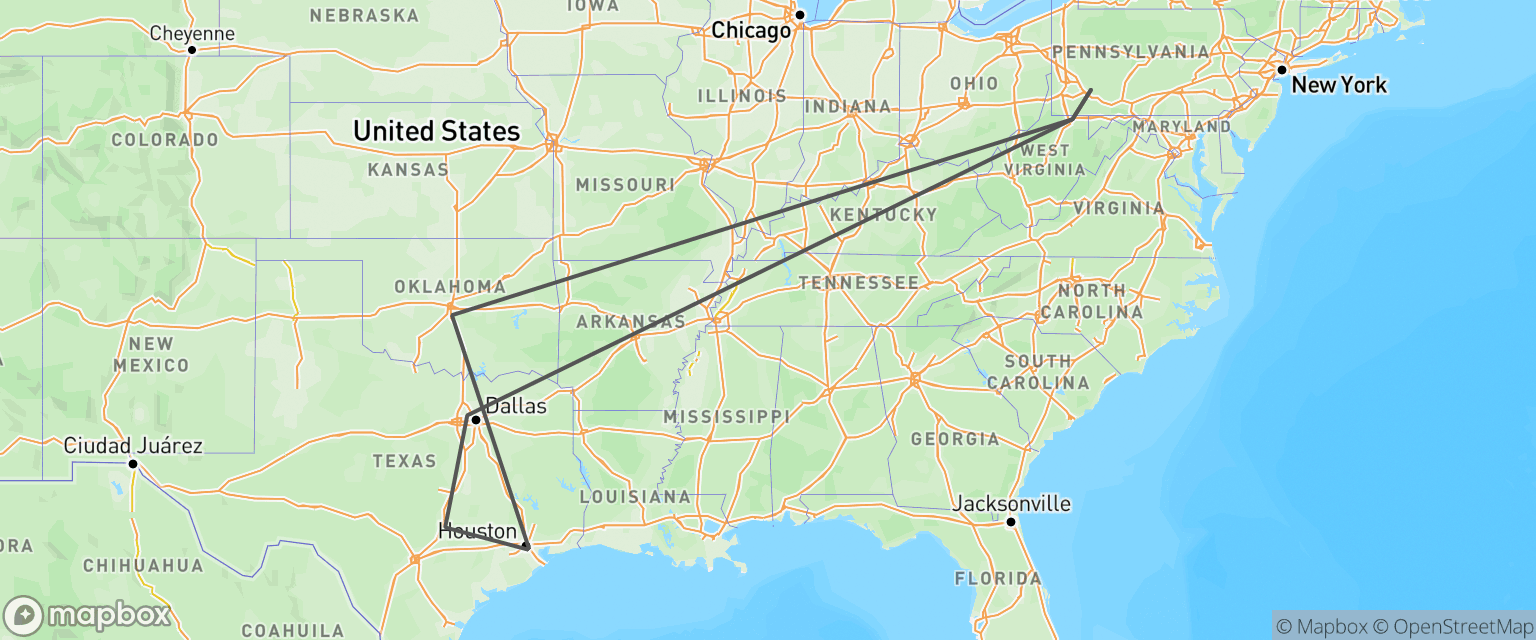 NEBRASKA
IOWA
Chicago
Cheyenne
PENNSYLVANIA
New York
ILLINOIS
INDIANA
OHIO
COLORADO
United States
MARYLAND
KANSAS
MISSOURI
WEST
VIRGINIA
KENTUCKY
VIRGINIA
OKLAHOMA
TENNESSEE
NORTH
CAROLINA
ARKANSAS
NEW
MEXICO
SOUTH
CAROLINA
Dallas
MISSISSIPPI
Ciudad Juárez
TEXAS
GEORGIA
LOUISIANA
Jacksonville
Houston
ORA
CHIHUAHUA
FLORIDA
mapbox
COAHUILA
© Mapbox © OpenStreetMap